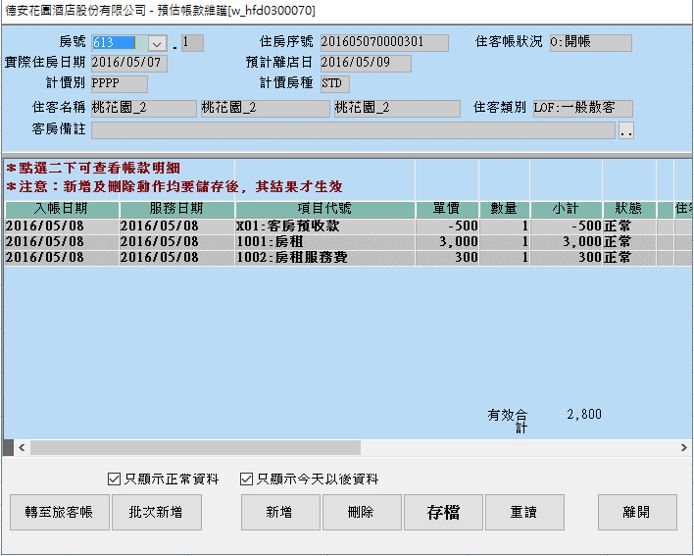 德安花園酒店股份有限公司 - 預估帳款維護[w_hfd0300070]
房號 613 . 1 住房序號 201605070000301 住客帳狀況 O:開帳
實際住房日期 2016/05/07 預計離店日 2016/05/09
計價別 PPPP 計價房種 STD
住客名稱 桃花園_2 桃花園_2 桃花園_2 住客類別 LOF:一般散客
客房備註 ..
*點選二下可查看帳款明細
*注意：新增及刪除動作均要儲存後, 其結果才生效
入帳日期 服務日期 項目代號 單價 數量 小計 狀態 住客
2016/05/08 2016/05/08 X01:客房預收款 -500 1 -500 正常
2016/05/08 2016/05/08 1001:房租 3,000 1 3,000 正常
2016/05/08 2016/05/08 1002:房租服務費 300 1 300 正常
有效合計 2,800
只顯示正常資料 只顯示今天以後資料
轉至旅客帳 批次新增 新增 刪除 存檔 重讀 離開